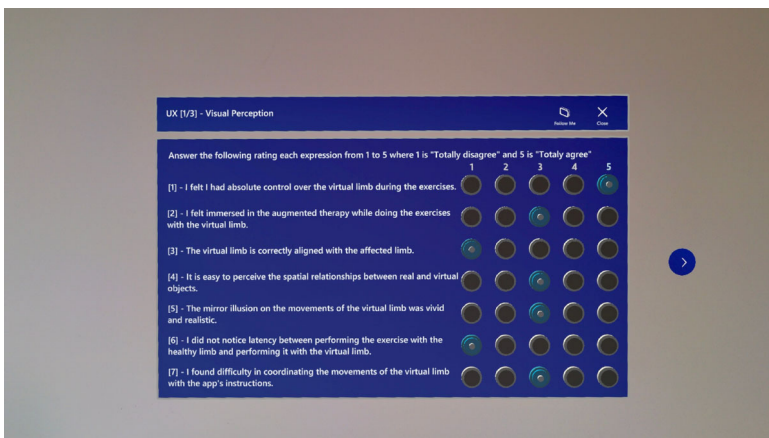 UX [1/3] - Visual Perception
Follow Me
Close
Answer the following rating each expression from 1 to 5 where 1 is "Totally disagree" and 5 is "Totaly agree"
1 2 3 4 5
[1] - I felt I had absolute control over the virtual limb during the exercises.
[2] - I felt immersed in the augmented therapy while doing the exercises
with the virtual limb.
[3] - The virtual limb is correctly aligned with the affected limb.
[4] - It is easy to perceive the spatial relationships between real and virtual
objects.
[5] - The mirror illusion on the movements of the virtual limb was vivid
and realistic.
[6] - I did not notice latency between performing the exercise with the
healthy limb and performing it with the virtual limb.
[7] - I found difficulty in coordinating the movements of the virtual limb
with the app's instructions.